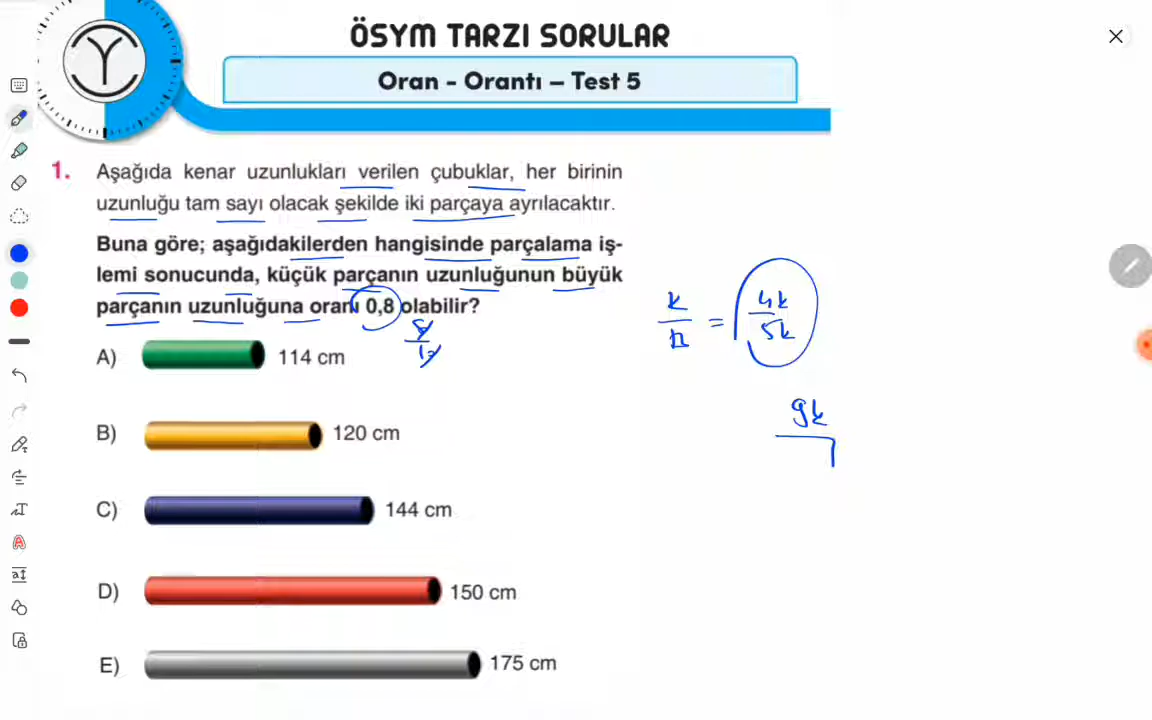 ÖSYM TARZI SORULAR
Oran - Orantı – Test 5
1. Aşağıda kenar uzunlukları verilen çubuklar, her birinin
uzunluğu tam sayı olacak şekilde iki parçaya ayrılacaktır.
Buna göre; aşağıdakilerden hangisinde parçalama iş-
lemi sonucunda, küçük parçanın uzunluğunun büyük
parçanın uzunluğuna oranı 0,8 olabilir?
k = 4k
5k
9k
A) 114 cm
B) 120 cm
C) 144 cm
D) 150 cm
E) 175 cm